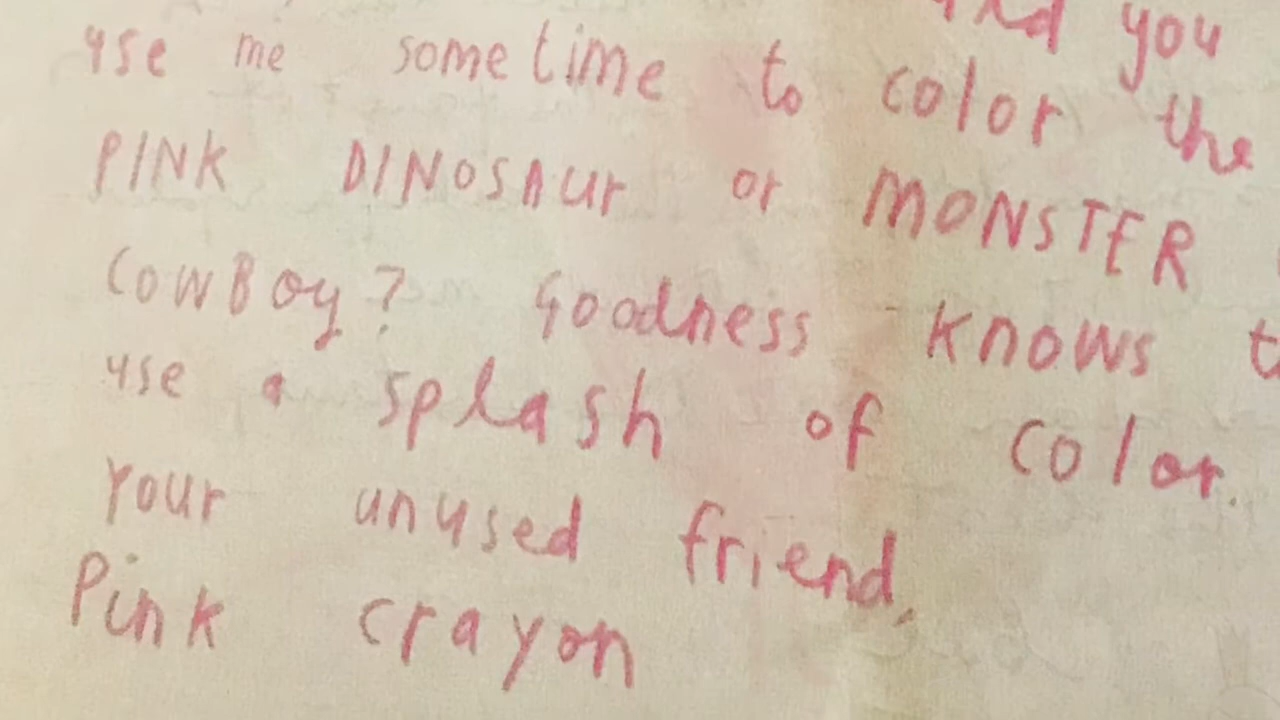 you
use me sometime to color the
PINK DINOSAur or MONSTER
COWBOy? Goodness knows
use a splash of color.
Your unused friend,
Pink crayon